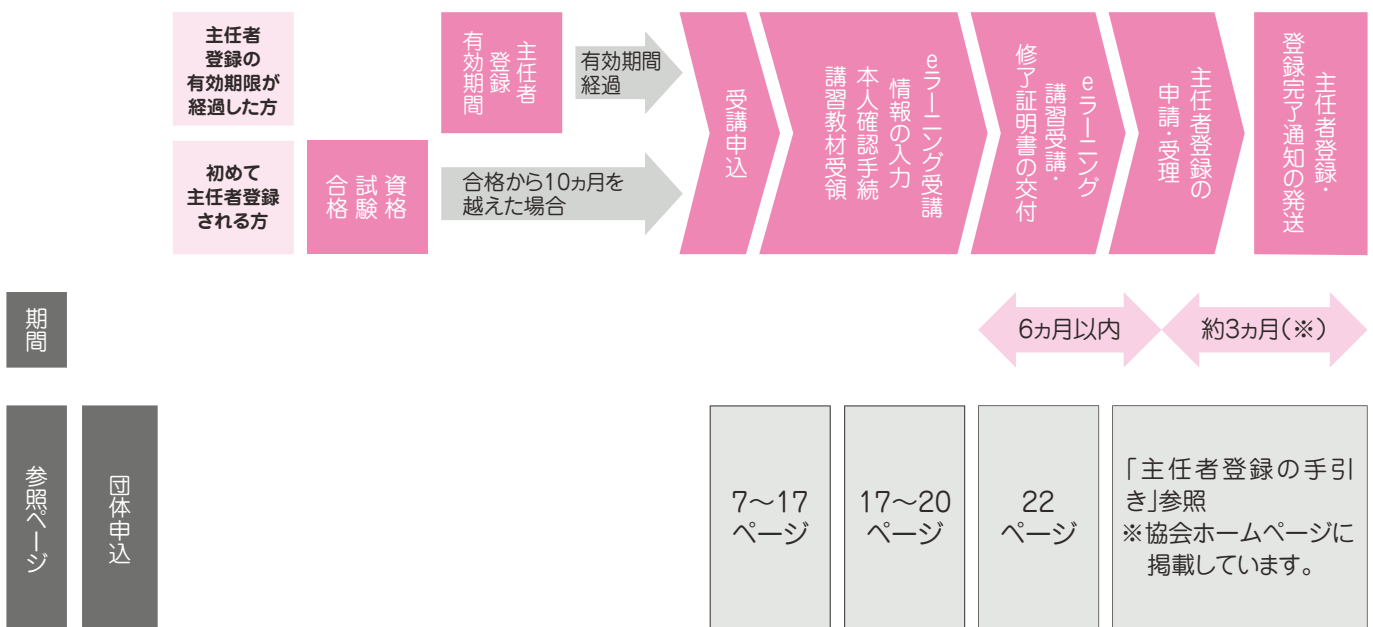 主任者
登録の
有効期限が
経過した方
主任者
登録
有効期間
有効期間
経過
初めて
主任者登録
される方
資格
試験
合格
合格から10ヵ月を
越えた場合
受講申込
eラーニング受講
情報の入力
本人確認手続
講習教材受領
eラーニング
講習受講・
修了証明書の交付
主任者登録の
申請・受理
主任者登録・
登録完了通知の発送
期間
6ヵ月以内
約3ヵ月(※)
参照ページ
団体申込
7〜17
ページ
17〜20
ページ
22
ページ
「主任者登録の手引
き」参照
※協会ホームページに
掲載しています。